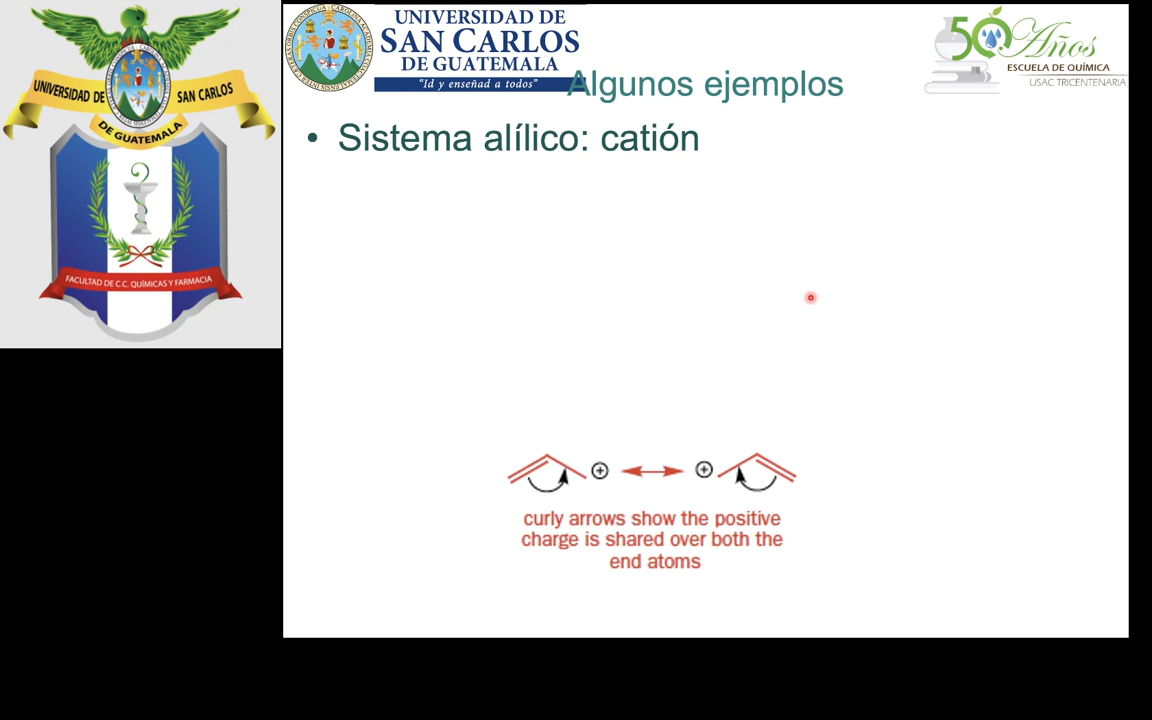 UNIVERSIDAD DE SAN CARLOS
DE GUATEMALA
FACULTAD DE C.C. QUÍMICAS Y FARMACIA
UNIVERSIDAD DE
SAN CARLOS
DE GUATEMALA
"Id y enseñad a todos"
50 Años
ESCUELA DE QUÍMICA
USAC TRICENTENARIA
Algunos ejemplos
• Sistema alílico: catión
+ +
curly arrows show the positive
charge is shared over both the
end atoms